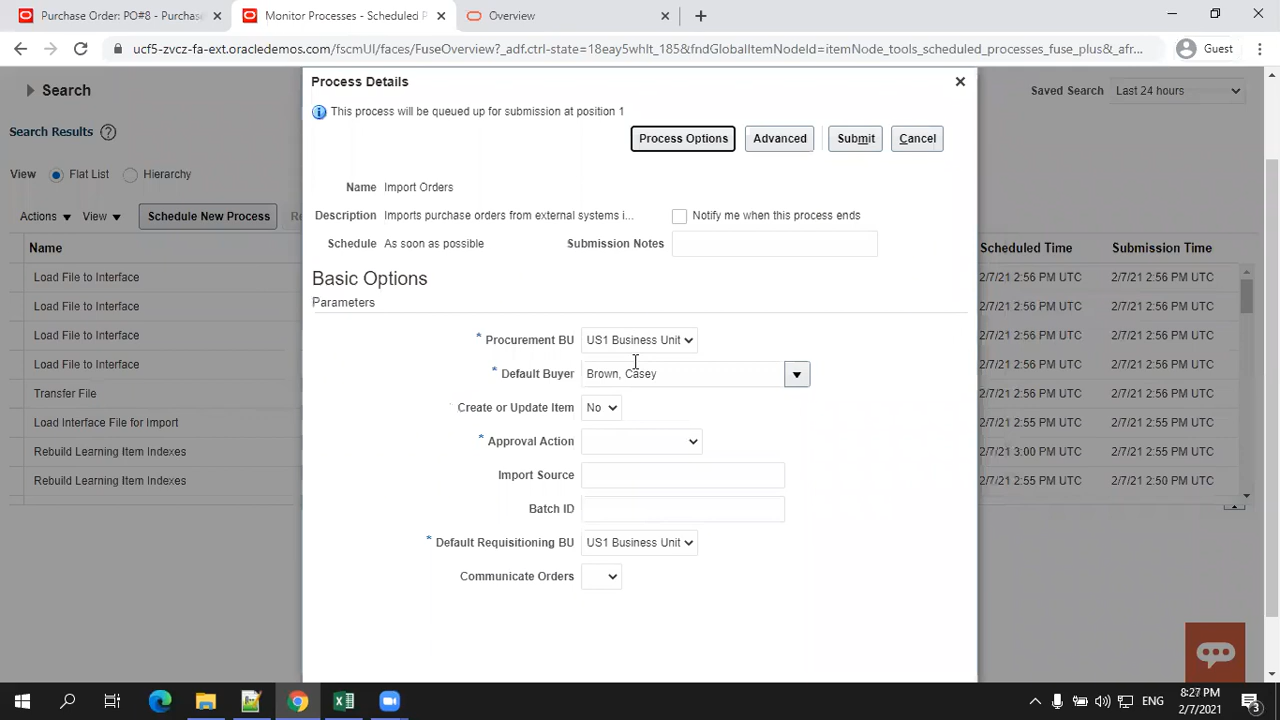 Purchase Order: PO#8 - Purchase
Monitor Processes - Scheduled P
Overview
ucf5-zvcz-fa-ext.oracledemos.com/fscmUI/faces/FuseOverview?_adf.ctrl-state=18eay5whlt_185&fndGlobalItemNodeId=itemNode_tools_scheduled_processes_fuse_plus&_afr...
Guest
Search
Saved Search Last 24 hours
Search Results
View Flat List Hierarchy
Actions View Schedule New Process Re
Name Scheduled Time Submission Time
Load File to Interface 2/7/21 2:56 PM UTC 2/7/21 2:56 PM UTC
Load File to Interface 2/7/21 2:56 PM UTC 2/7/21 2:56 PM UTC
Load File to Interface 2/7/21 2:56 PM UTC 2/7/21 2:56 PM UTC
Load File to Interface 2/7/21 2:56 PM UTC 2/7/21 2:56 PM UTC
Transfer File 2/7/21 2:56 PM UTC 2/7/21 2:56 PM UTC
Load Interface File for Import 2/7/21 2:55 PM UTC 2/7/21 2:55 PM UTC
Rebuild Learning Item Indexes 2/7/21 3:00 PM UTC 2/7/21 2:55 PM UTC
Rebuild Learning Item Indexes 2/7/21 2:55 PM UTC 2/7/21 2:50 PM UTC
Process Details
This process will be queued up for submission at position 1
Process Options Advanced Submit Cancel
Name Import Orders
Description Imports purchase orders from external systems i... Notify me when this process ends
Schedule As soon as possible Submission Notes
Basic Options
Parameters
* Procurement BU US1 Business Unit
* Default Buyer Brown, Casey
Create or Update Item No
* Approval Action
Import Source
Batch ID
* Default Requisitioning BU US1 Business Unit
Communicate Orders
ENG
8:27 PM
2/7/2021
3